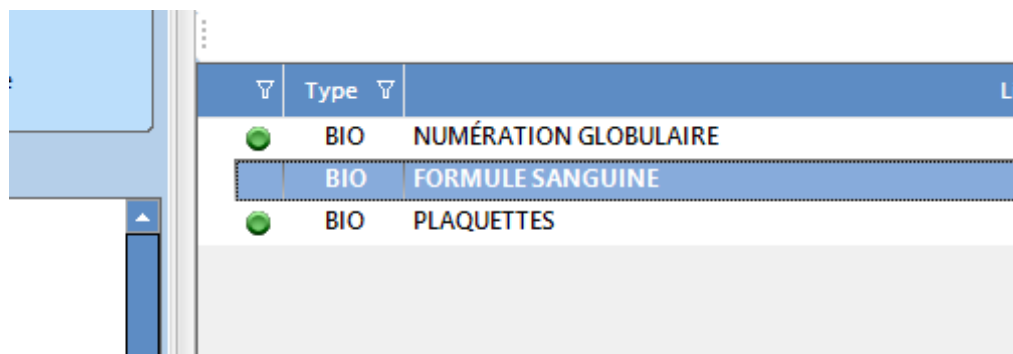 Type
BIO NUMÉRATION GLOBULAIRE
BIO FORMULE SANGUINE
BIO PLAQUETTES